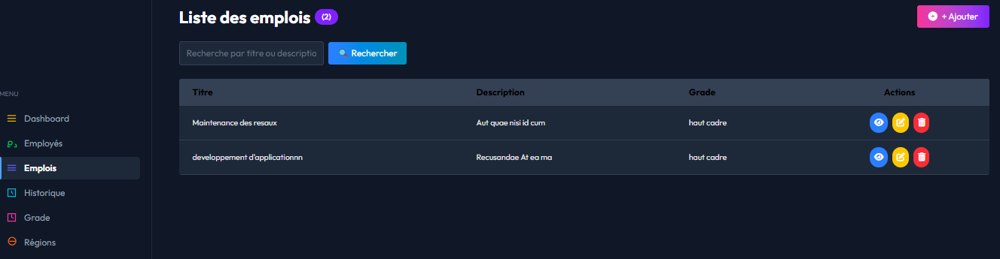 Liste des emplois (2)
+ Ajouter
Recherche par titre ou descriptio
Rechercher
MENU
Dashboard
Employés
Emplois
Historique
Grade
Régions
Titre Description Grade Actions
Maintenance des resaux Aut quae nisi id cum haut cadre
developpement d'applicationnn Recusandae At ea ma haut cadre